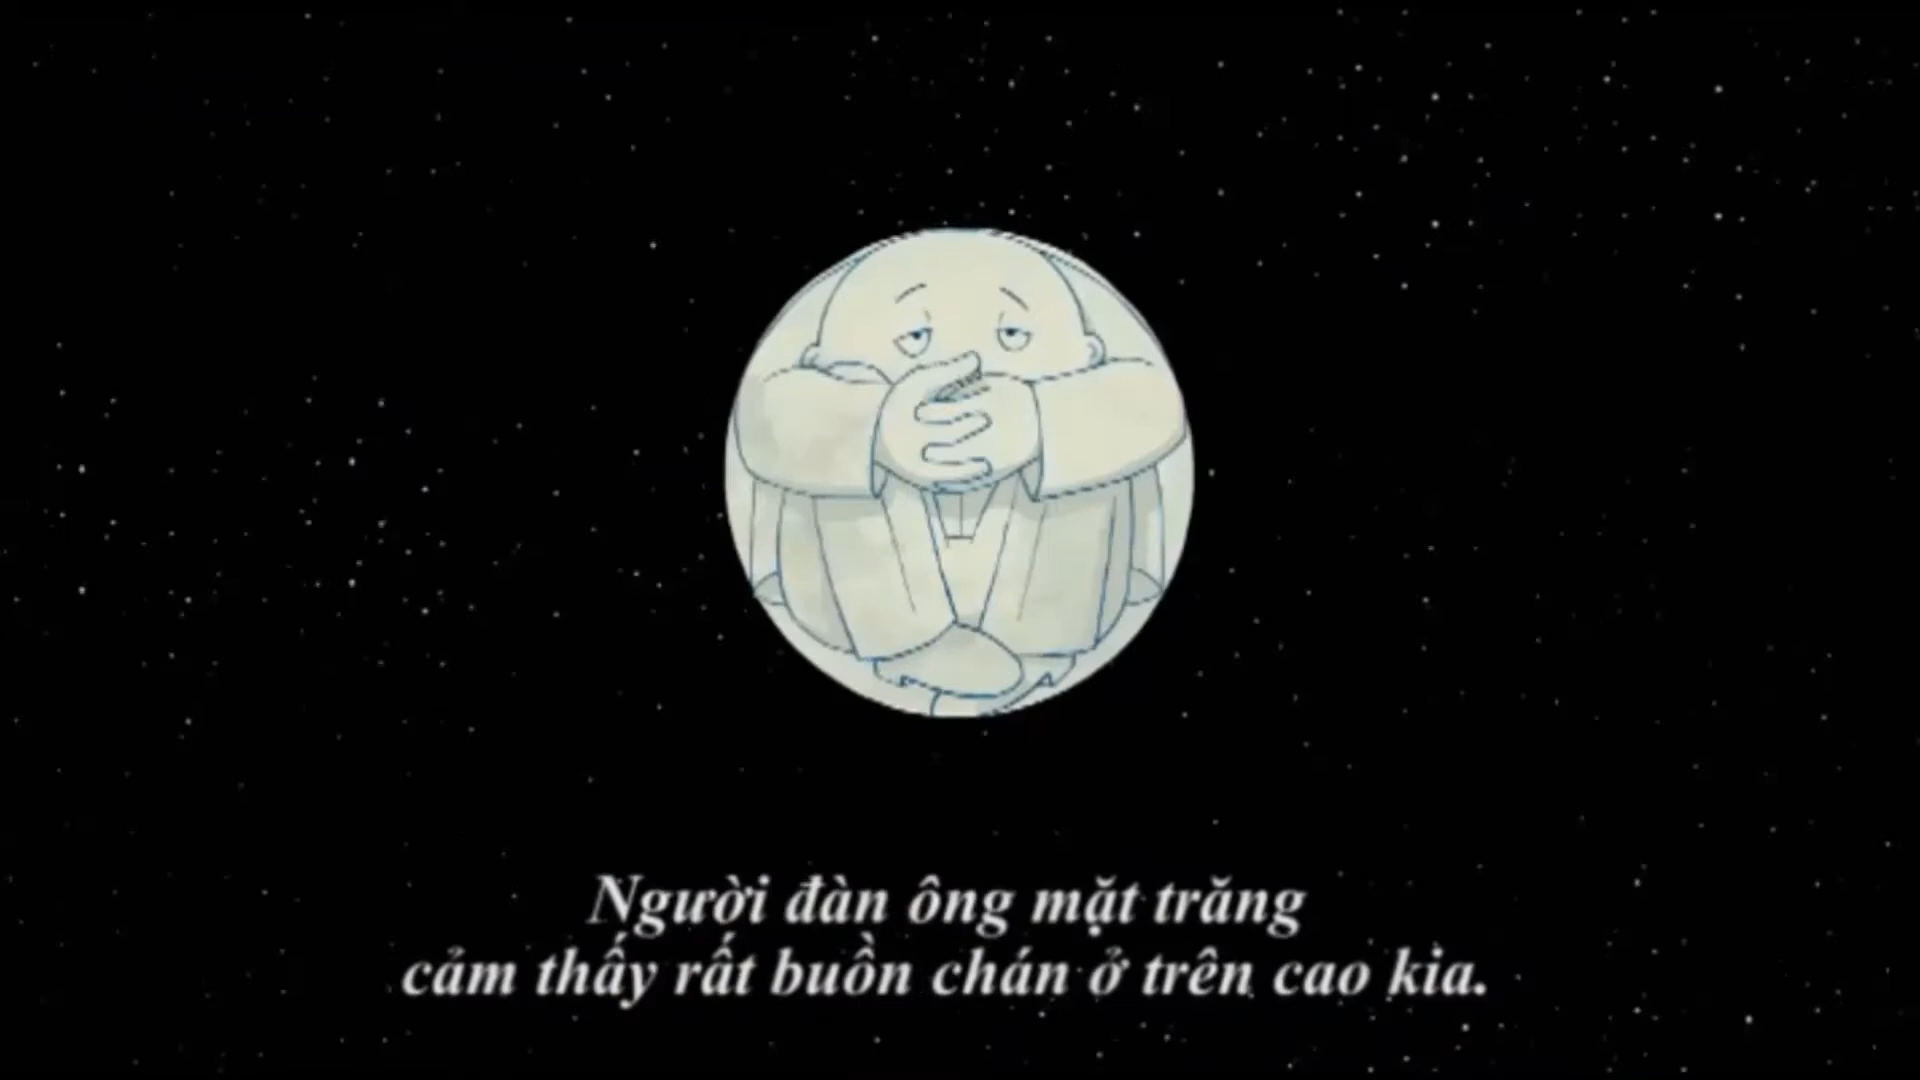 Người đàn ông mặt trăng
cảm thấy rất buồn chán ở trên cao kia.